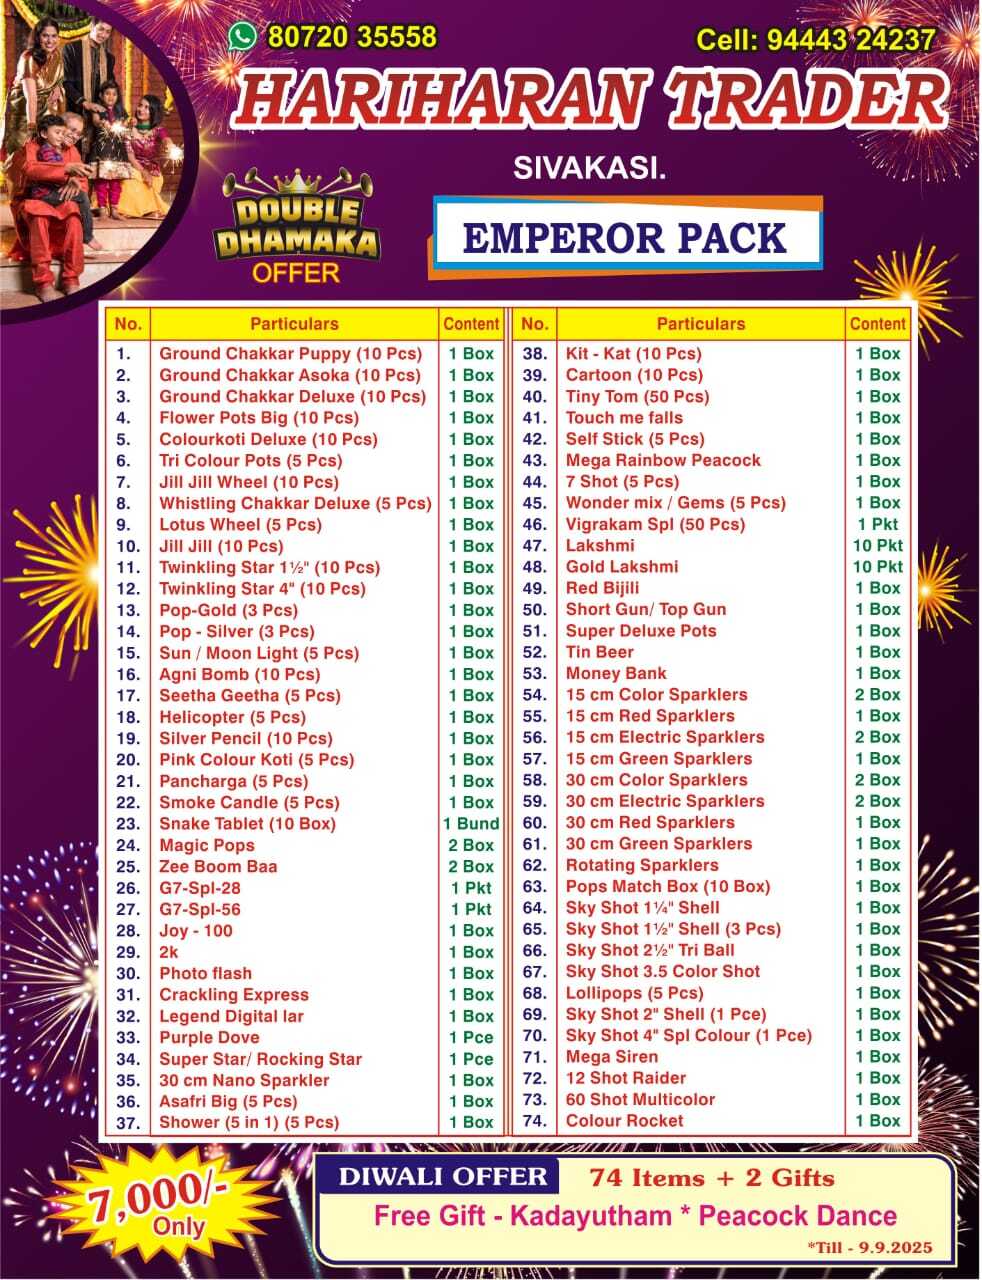 80720 35558
Cell: 94443 24237
HARIHARAN TRADER
SIVAKASI.
DOUBLE
DHAMAKA
OFFER
EMPEROR PACK
No. Particulars Content
1. Ground Chakkar Puppy (10 Pcs) 1 Box
2. Ground Chakkar Asoka (10 Pcs) 1 Box
3. Ground Chakkar Deluxe (10 Pcs) 1 Box
4. Flower Pots Big (10 Pcs) 1 Box
5. Colourkoti Deluxe (10 Pcs) 1 Box
6. Tri Colour Pots (5 Pcs) 1 Box
7. Jill Jill Wheel (10 Pcs) 1 Box
8. Whistling Chakkar Deluxe (5 Pcs) 1 Box
9. Lotus Wheel (5 Pcs) 1 Box
10. Jill Jill (10 Pcs) 1 Box
11. Twinkling Star 1½" (10 Pcs) 1 Box
12. Twinkling Star 4" (10 Pcs) 1 Box
13. Pop-Gold (3 Pcs) 1 Box
14. Pop - Silver (3 Pcs) 1 Box
15. Sun / Moon Light (5 Pcs) 1 Box
16. Agni Bomb (10 Pcs) 1 Box
17. Seetha Geetha (5 Pcs) 1 Box
18. Helicopter (5 Pcs) 1 Box
19. Silver Pencil (10 Pcs) 1 Box
20. Pink Colour Koti (5 Pcs) 1 Box
21. Pancharga (5 Pcs) 1 Box
22. Smoke Candle (5 Pcs) 1 Box
23. Snake Tablet (10 Box) 1 Bund
24. Magic Pops 2 Box
25. Zee Boom Baa 2 Box
26. G7-Spl-28 1 Pkt
27. G7-Spl-56 1 Pkt
28. Joy - 100 1 Box
29. 2k 1 Box
30. Photo flash 1 Box
31. Crackling Express 1 Box
32. Legend Digital lar 1 Box
33. Purple Dove 1 Pce
34. Super Star/ Rocking Star 1 Pce
35. 30 cm Nano Sparkler 1 Box
36. Asafri Big (5 Pcs) 1 Box
37. Shower (5 in 1) (5 Pcs) 1 Box
No. Particulars Content
38. Kit - Kat (10 Pcs) 1 Box
39. Cartoon (10 Pcs) 1 Box
40. Tiny Tom (50 Pcs) 1 Box
41. Touch me falls 1 Box
42. Self Stick (5 Pcs) 1 Box
43. Mega Rainbow Peacock 1 Box
44. 7 Shot (5 Pcs) 1 Box
45. Wonder mix / Gems (5 Pcs) 1 Box
46. Vigrakam Spl (50 Pcs) 1 Pkt
47. Lakshmi 10 Pkt
48. Gold Lakshmi 10 Pkt
49. Red Bijili 1 Box
50. Short Gun/ Top Gun 1 Box
51. Super Deluxe Pots 1 Box
52. Tin Beer 1 Box
53. Money Bank 1 Box
54. 15 cm Color Sparklers 2 Box
55. 15 cm Red Sparklers 1 Box
56. 15 cm Electric Sparklers 2 Box
57. 15 cm Green Sparklers 1 Box
58. 30 cm Color Sparklers 2 Box
59. 30 cm Electric Sparklers 2 Box
60. 30 cm Red Sparklers 1 Box
61. 30 cm Green Sparklers 1 Box
62. Rotating Sparklers 1 Box
63. Pops Match Box (10 Box) 1 Box
64. Sky Shot 1¼" Shell 1 Box
65. Sky Shot 1½" Shell (3 Pcs) 1 Box
66. Sky Shot 2½" Tri Ball 1 Box
67. Sky Shot 3.5 Color Shot 1 Box
68. Lollipops (5 Pcs) 1 Box
69. Sky Shot 2" Shell (1 Pce) 1 Box
70. Sky Shot 4" Spl Colour (1 Pce) 1 Box
71. Mega Siren 1 Box
72. 12 Shot Raider 1 Box
73. 60 Shot Multicolor 1 Box
74. Colour Rocket 1 Box
7,000/-
Only
DIWALI OFFER 74 Items + 2 Gifts
Free Gift - Kadayutham * Peacock Dance
*Till - 9.9.2025